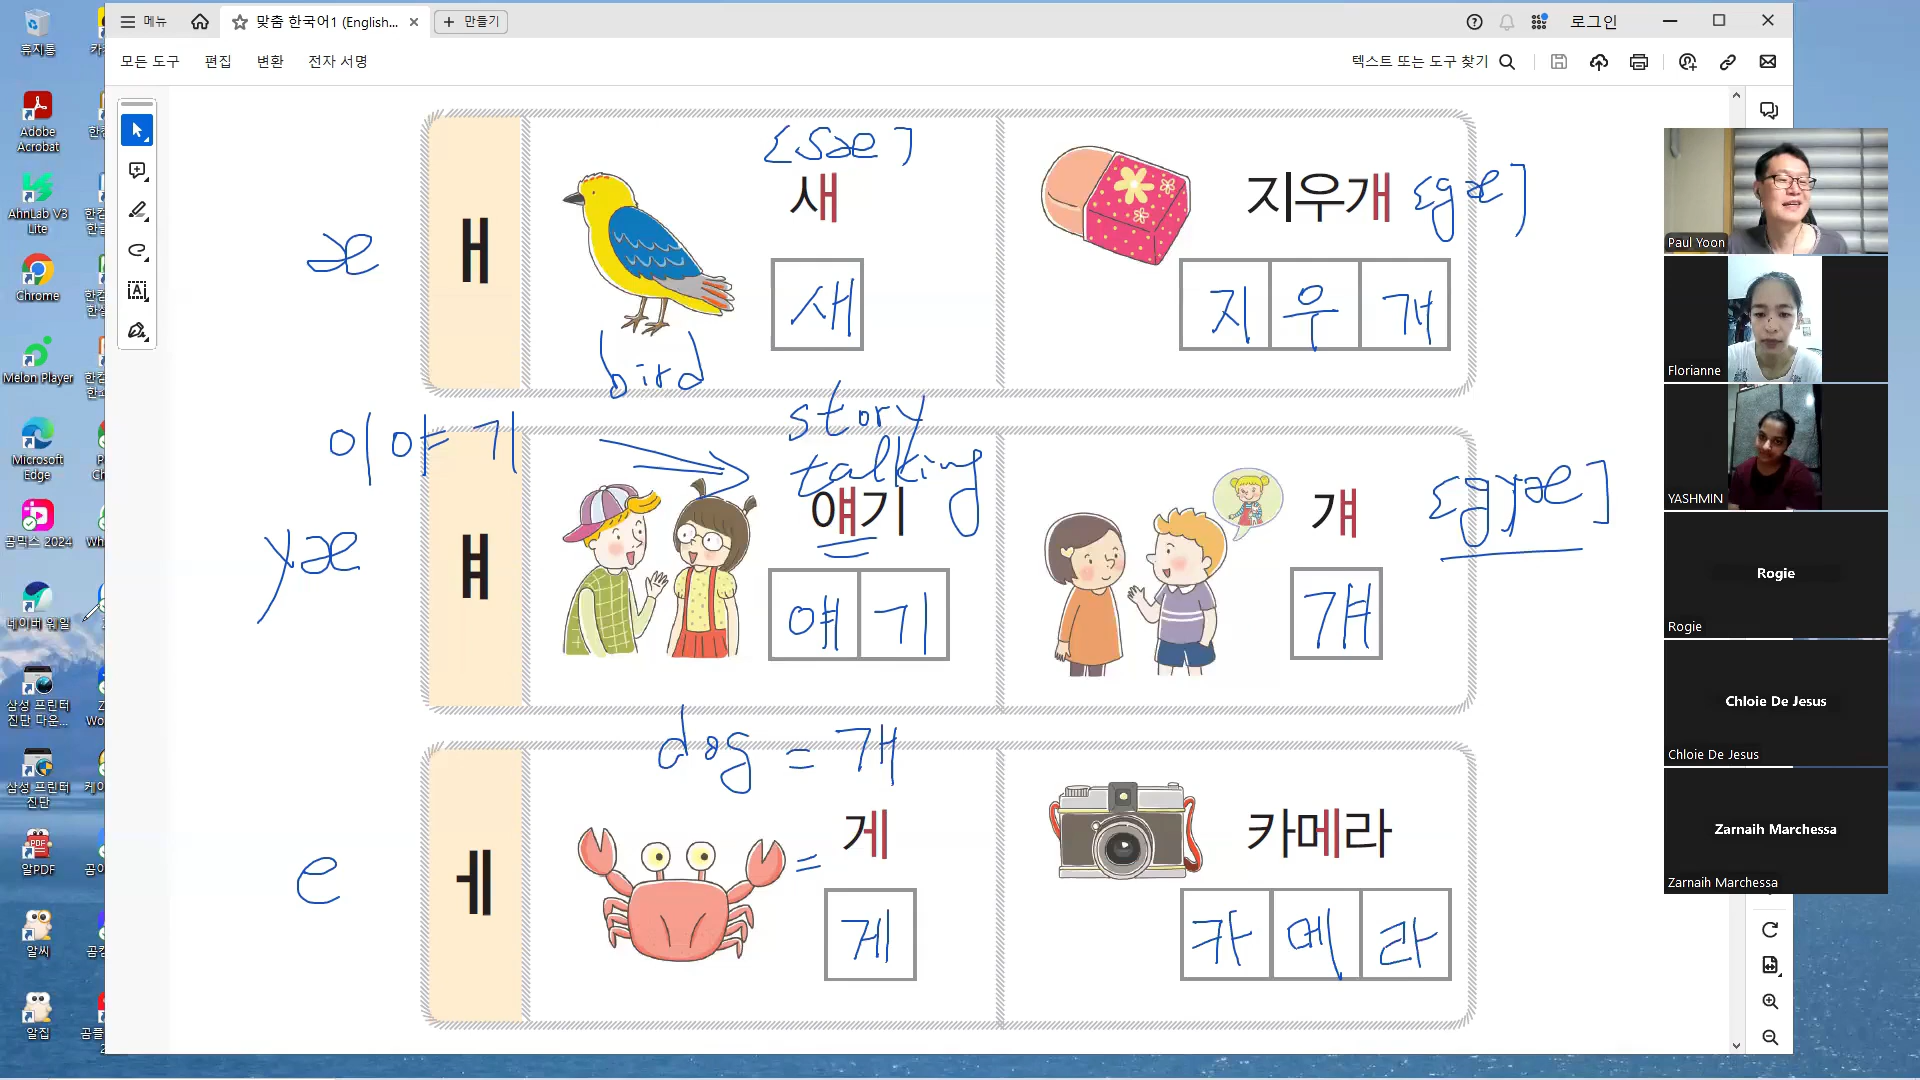 메뉴
맞춤 한국어1 (English...
만들기
로그인
모든 도구 편집 변환 전자 서명
텍스트 또는 도구 찾기
휴지통
Adobe
Acrobat
AhnLab V3
Lite
Chrome
Melon Player
Microsoft
Edge
곰믹스 2024
네이버 웨일
삼성 프린터
진단 다운...
삼성 프린터
진단
알PDF
알씨
알집
æ
ㅐ
[sæ]
새
새
bird
지우개
[gæ]
지 우 개
이야기
story
talking
yæ
ㅒ
얘기
얘 기
걔
[gyæ]
걔
dog = 개
e
ㅔ
=
게
게
카메라
카 메 라
Paul Yoon
Florianne
YASHMIN
Rogie
Rogie
Chloie De Jesus
Chloie De Jesus
Zarnaih Marchessa
Zarnaih Marchessa